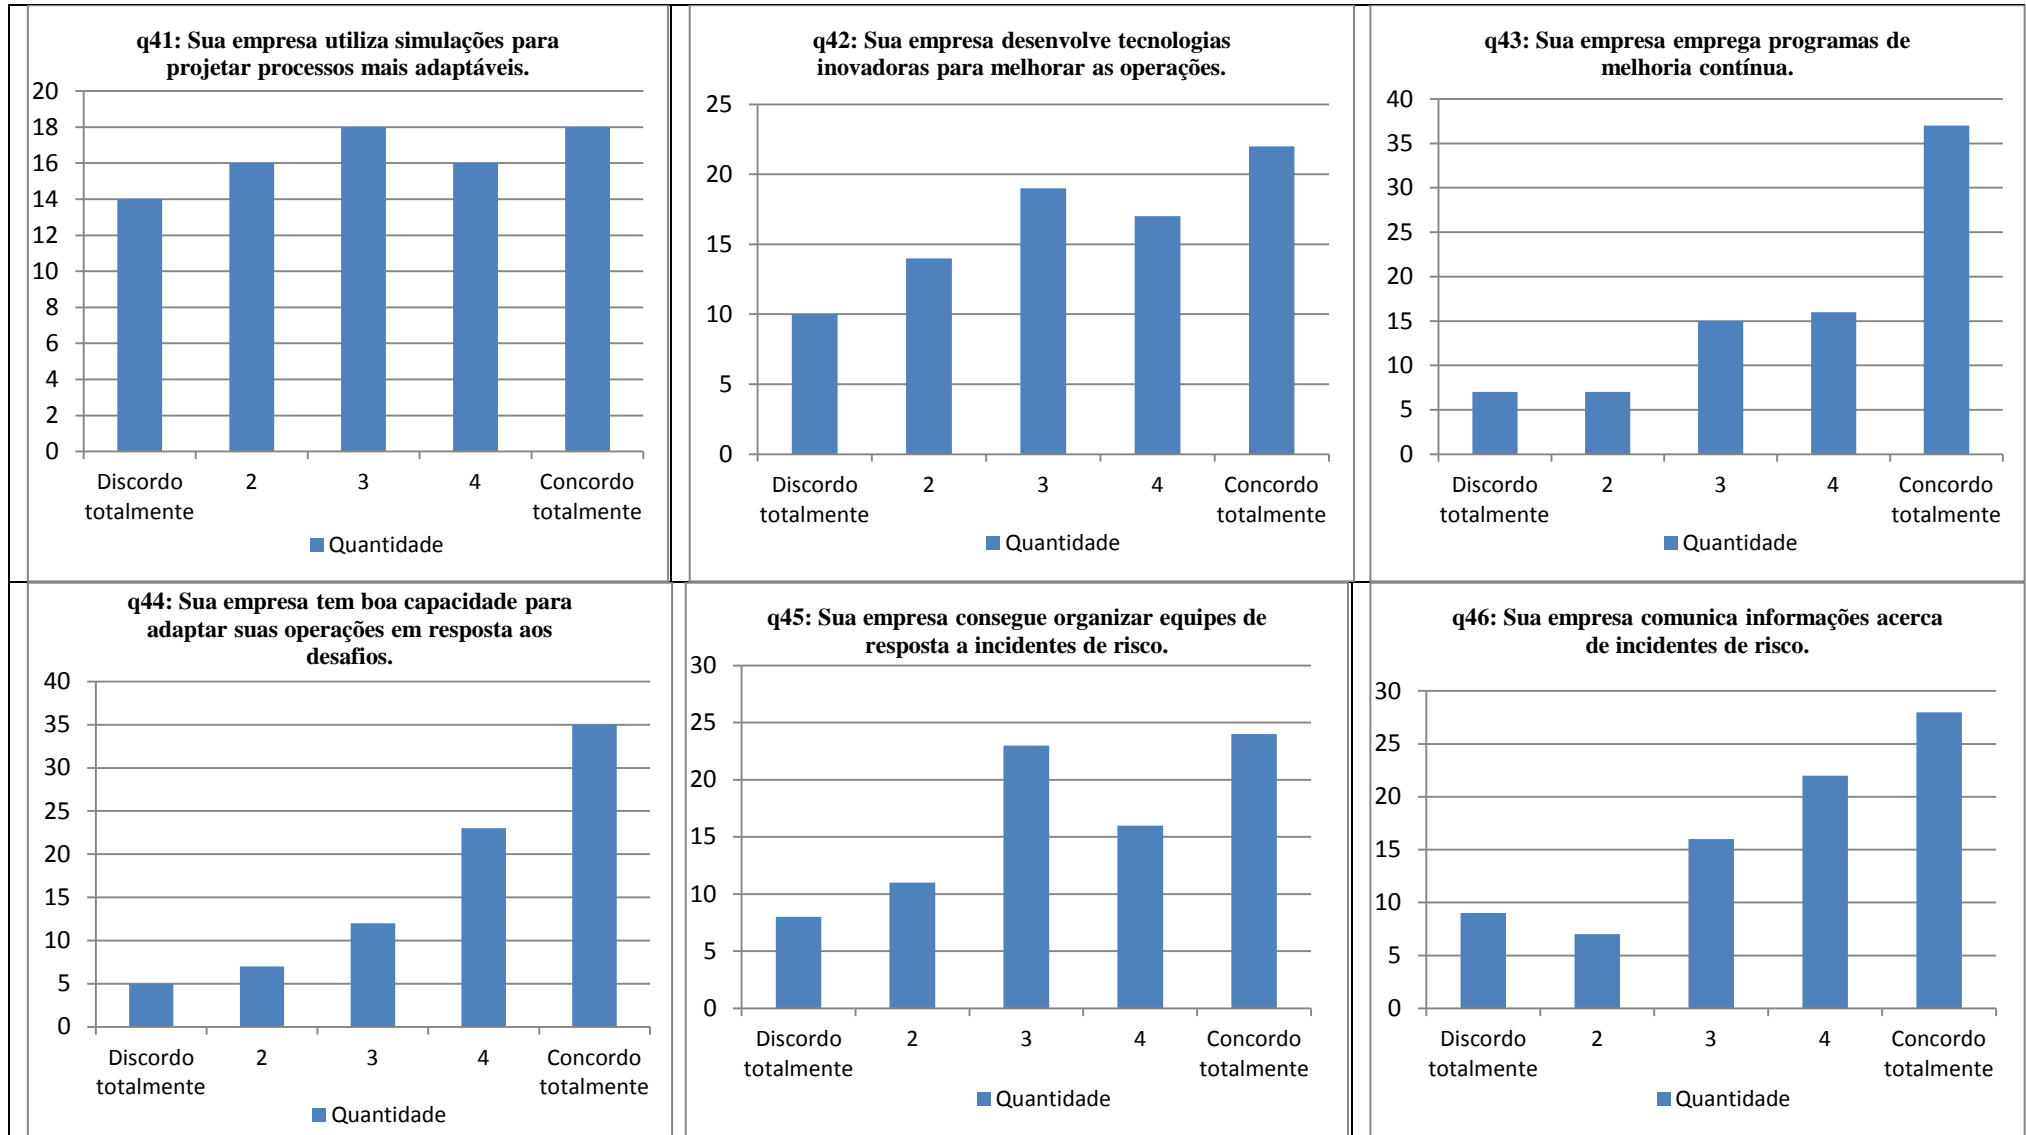 q41: Sua empresa utiliza simulações para
projetar processos mais adaptáveis.
20
18
16
14
12
10
8
6
4
2
0
Discordo
totalmente
2
3
4
Concordo
totalmente
Quantidade
q42: Sua empresa desenvolve tecnologias
inovadoras para melhorar as operações.
25
20
15
10
5
0
Discordo
totalmente
2
3
4
Concordo
totalmente
Quantidade
q43: Sua empresa emprega programas de
melhoria contínua.
40
35
30
25
20
15
10
5
0
Discordo
totalmente
2
3
4
Concordo
totalmente
Quantidade
q44: Sua empresa tem boa capacidade para
adaptar suas operações em resposta aos
desafios.
40
35
30
25
20
15
10
5
0
Discordo
totalmente
2
3
4
Concordo
totalmente
Quantidade
q45: Sua empresa consegue organizar equipes de
resposta a incidentes de risco.
30
25
20
15
10
5
0
Discordo
totalmente
2
3
4
Concordo
totalmente
Quantidade
q46: Sua empresa comunica informações acerca
de incidentes de risco.
30
25
20
15
10
5
0
Discordo
totalmente
2
3
4
Concordo
totalmente
Quantidade